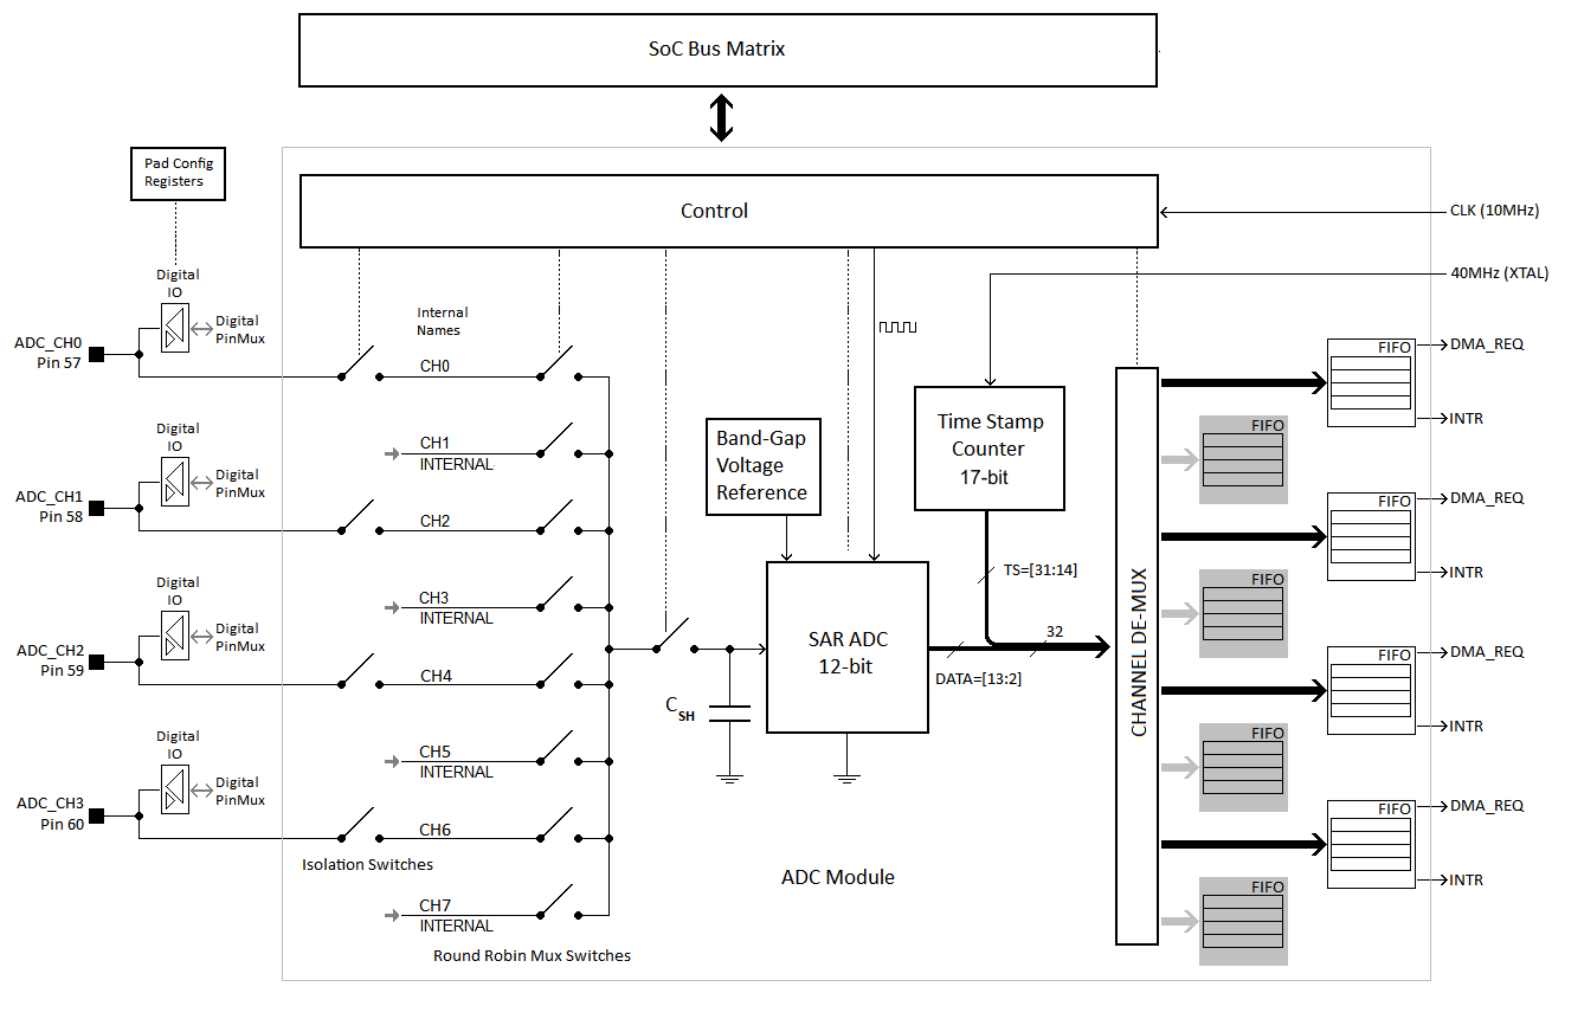 SoC Bus Matrix
Pad Config
Registers
Control
CLK (10MHz)
40MHz (XTAL)
Digital
IO
Digital
PinMux
ADC_CH0
Pin 57
Internal
Names
CH0
Digital
IO
Digital
PinMux
ADC_CH1
Pin 58
CH1
INTERNAL
CH2
Digital
IO
Digital
PinMux
ADC_CH2
Pin 59
CH3
INTERNAL
CH4
Digital
IO
Digital
PinMux
ADC_CH3
Pin 60
CH5
INTERNAL
CH6
Isolation Switches
CH7
INTERNAL
Round Robin Mux Switches
Band-Gap
Voltage
Reference
Time Stamp
Counter
17-bit
TS=[31:14]
SAR ADC
12-bit
32
DATA=[13:2]
CSH
ADC Module
CHANNEL DE-MUX
FIFO
DMA_REQ
INTR
FIFO
FIFO
DMA_REQ
INTR
FIFO
FIFO
DMA_REQ
INTR
FIFO
FIFO
DMA_REQ
INTR
FIFO